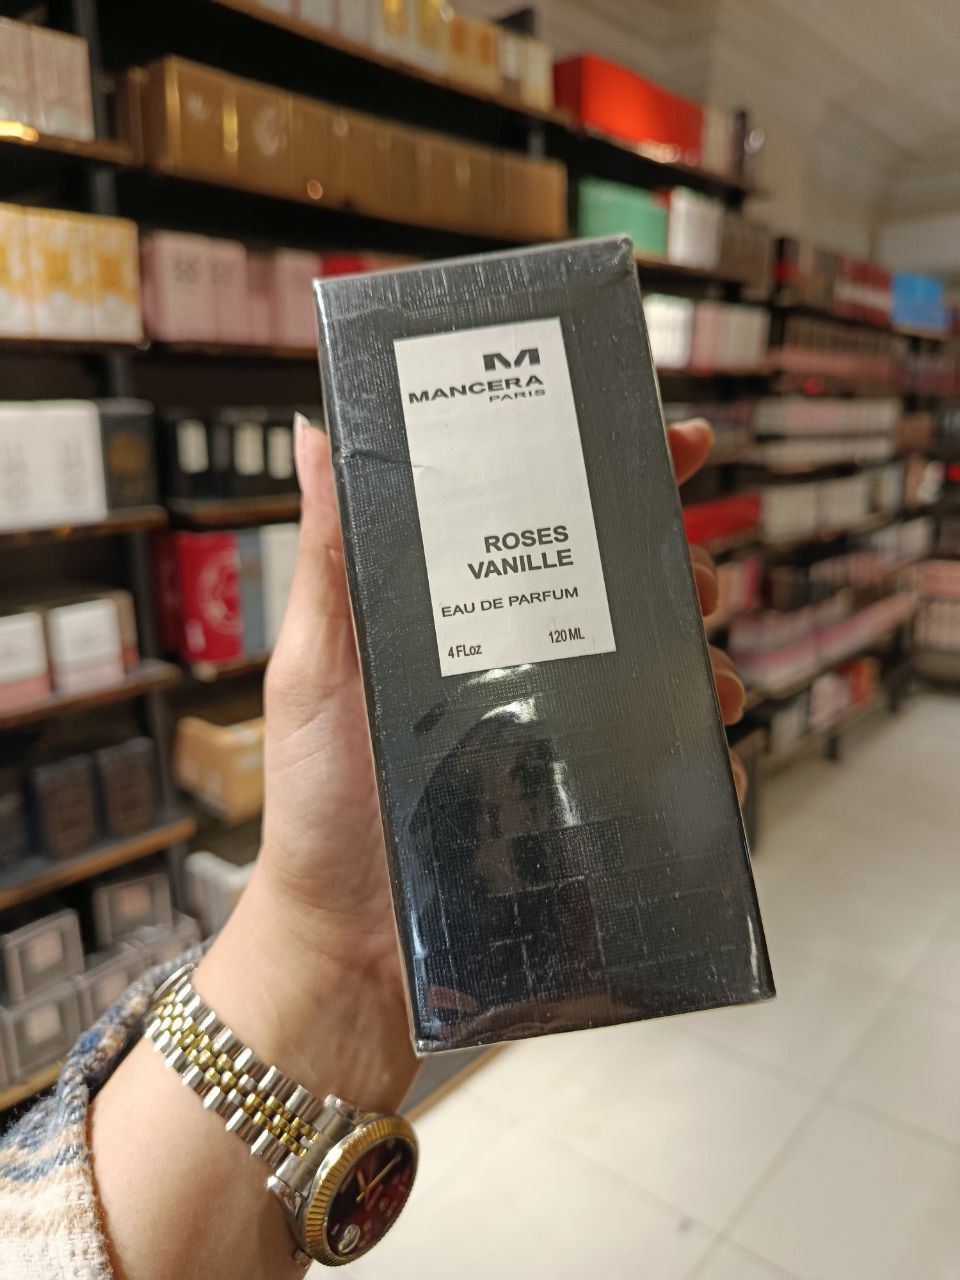 M
MANCERA
PARIS
ROSES
VANILLE
EAU DE PARFUM
4 FLoz 120 ML